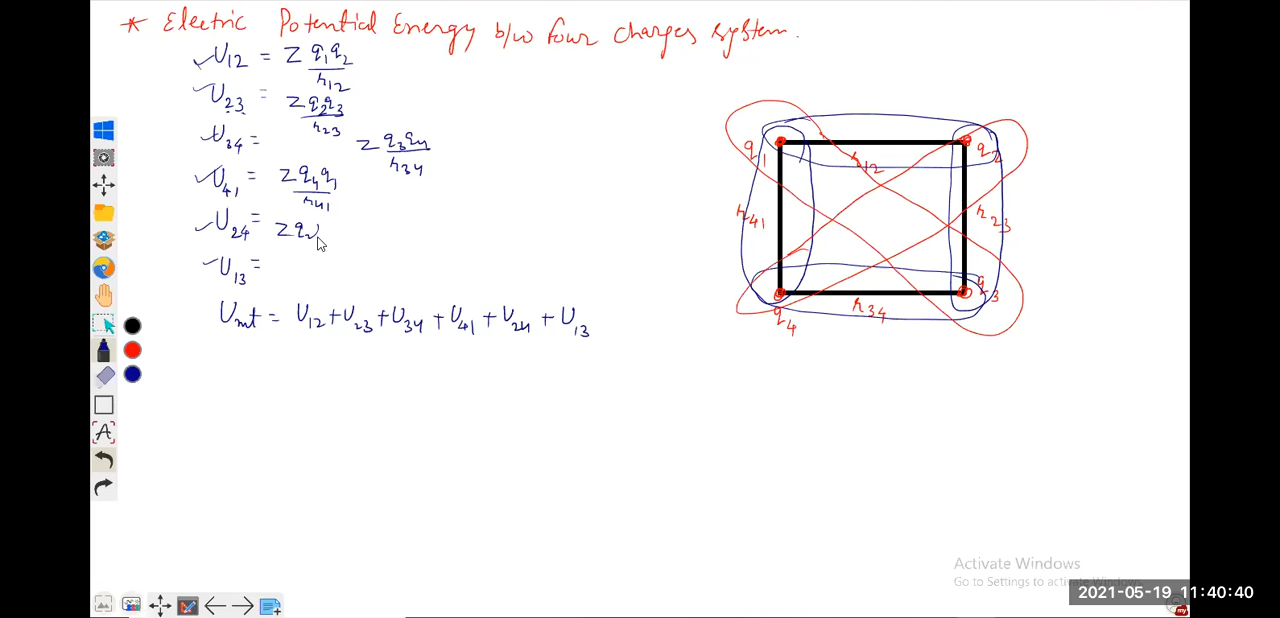 * Electric Potential Energy b/w four charges system.
U12 = Z q1q2/r12
U23 = Z q2q3/r23
U34 = Z q3q4/r34
U41 = Z q4q1/r41
U24 = Z q2
U13 =
Unt = U12 + U23 + U34 + U41 + U24 + U13
q1
r12
q2
r41
r23
q3
r34
q4
A
Activate Windows
Go to Settings to activate Windows.
2021-05-19 11:40:40
my